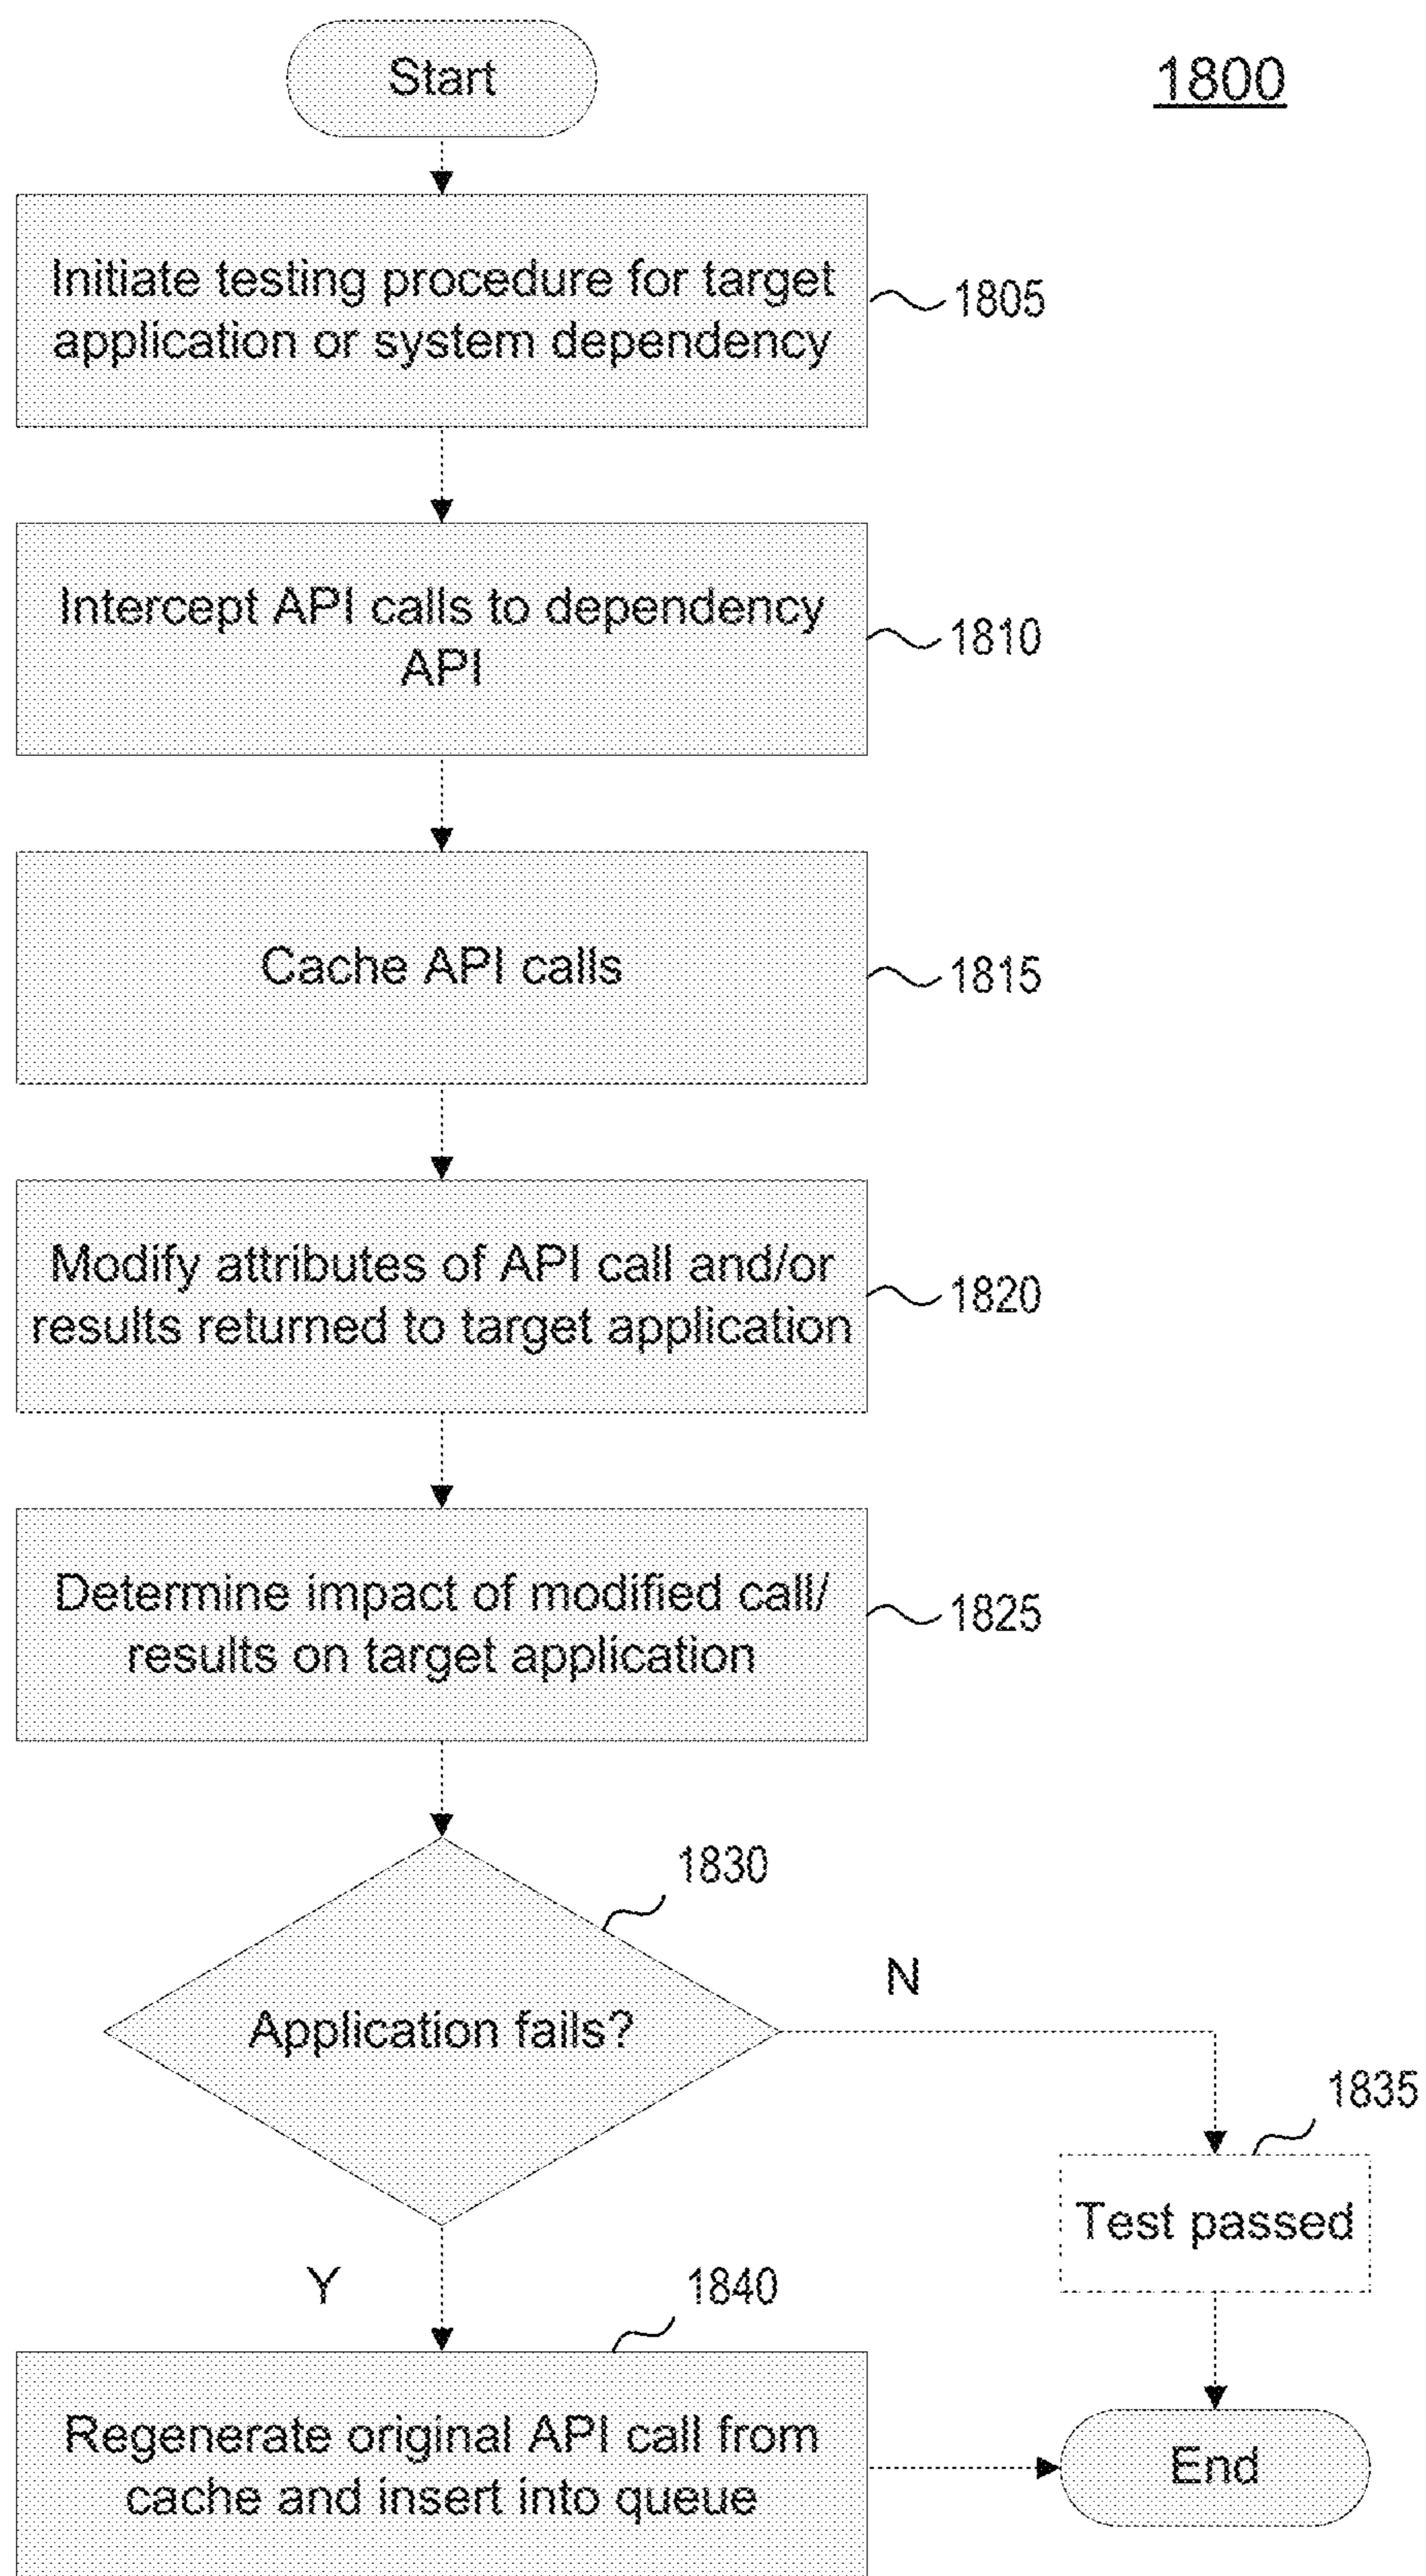 Start
1800
Initiate testing procedure for target
application or system dependency
1805
Intercept API calls to dependency
API
1810
Cache API calls
1815
Modify attributes of API call and/or
results returned to target application
1820
Determine impact of modified call/
results on target application
1825
1830
Application fails?
N
1835
Test passed
Y
1840
Regenerate original API call from
cache and insert into queue
End